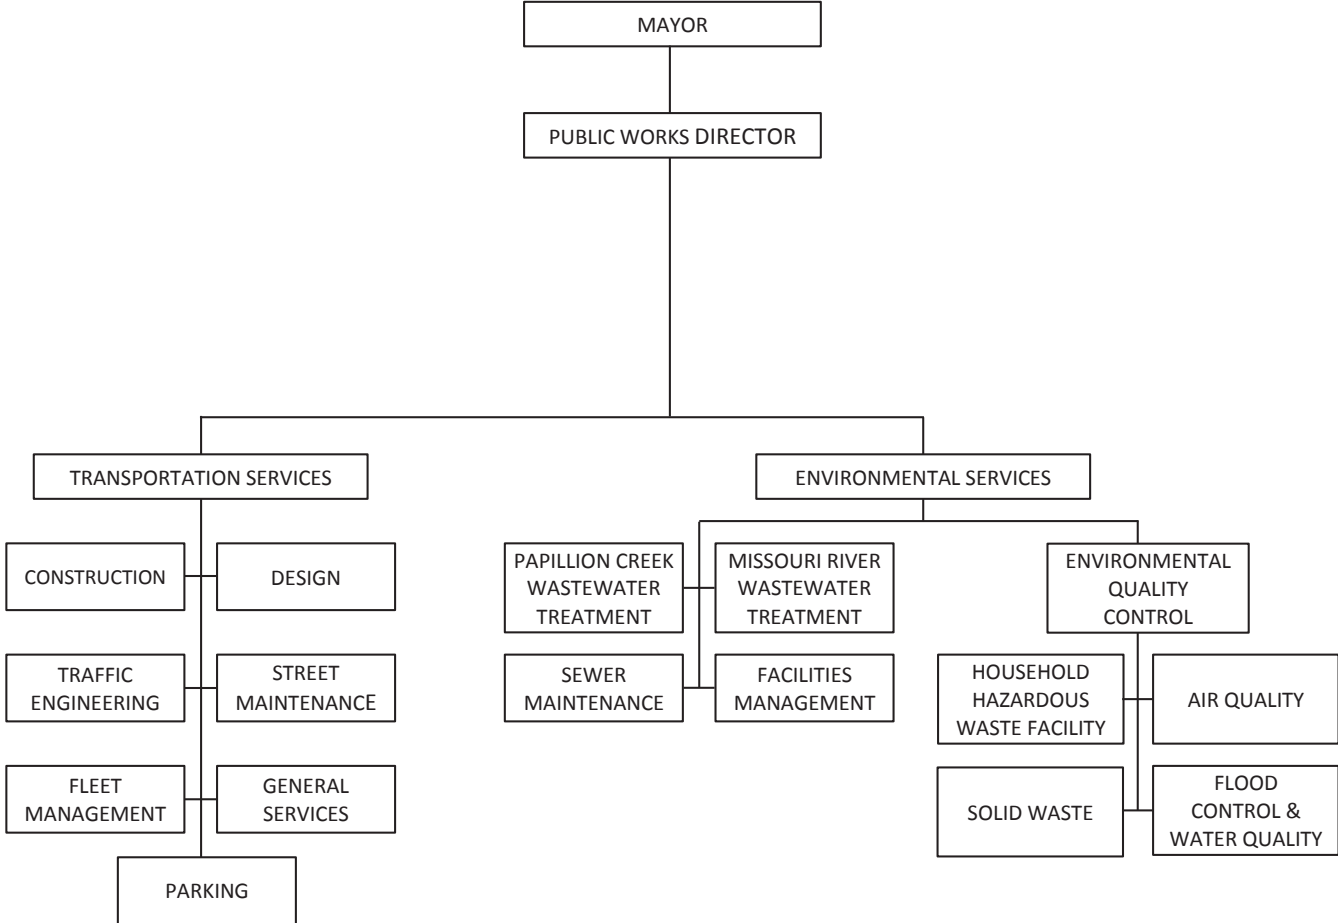 MAYOR
PUBLIC WORKS DIRECTOR
TRANSPORTATION SERVICES
ENVIRONMENTAL SERVICES
CONSTRUCTION
DESIGN
PAPILLION CREEK
WASTEWATER
TREATMENT
MISSOURI RIVER
WASTEWATER
TREATMENT
ENVIRONMENTAL
QUALITY
CONTROL
TRAFFIC
ENGINEERING
STREET
MAINTENANCE
SEWER
MAINTENANCE
FACILITIES
MANAGEMENT
HOUSEHOLD
HAZARDOUS
WASTE FACILITY
AIR QUALITY
FLEET
MANAGEMENT
GENERAL
SERVICES
SOLID WASTE
FLOOD
CONTROL &
WATER QUALITY
PARKING